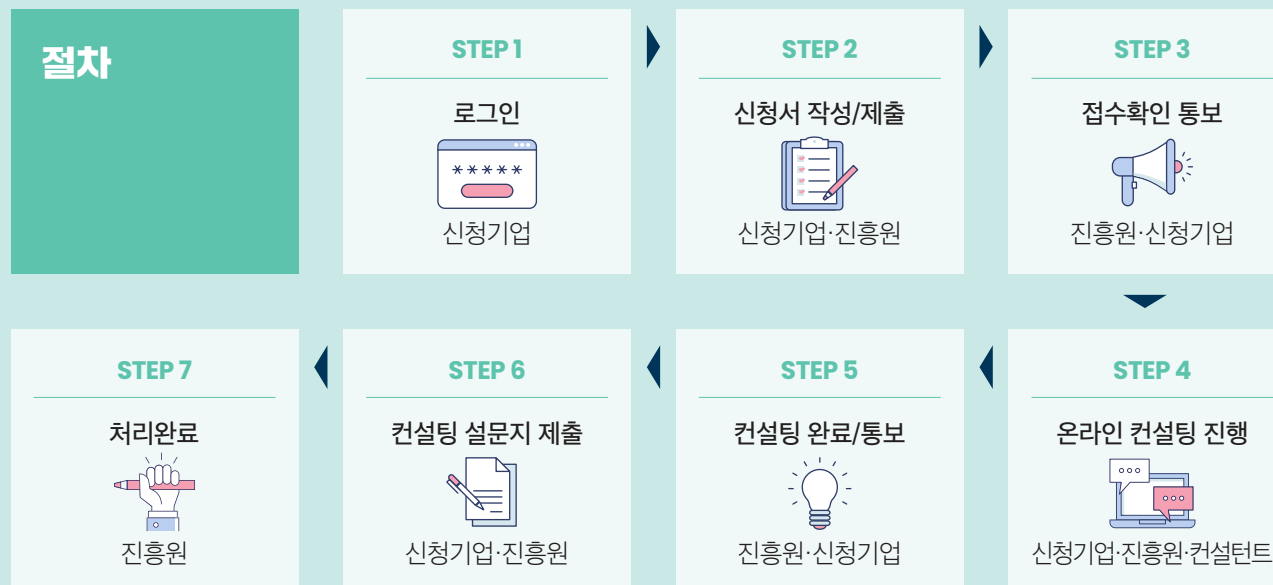 절차
STEP 1
로그인
*****
신청기업
STEP 2
신청서 작성/제출
신청기업·진흥원
STEP 3
접수확인 통보
진흥원·신청기업
STEP 4
온라인 컨설팅 진행
신청기업·진흥원·컨설턴트
STEP 5
컨설팅 완료/통보
진흥원·신청기업
STEP 6
컨설팅 설문지 제출
신청기업·진흥원
STEP 7
처리완료
진흥원